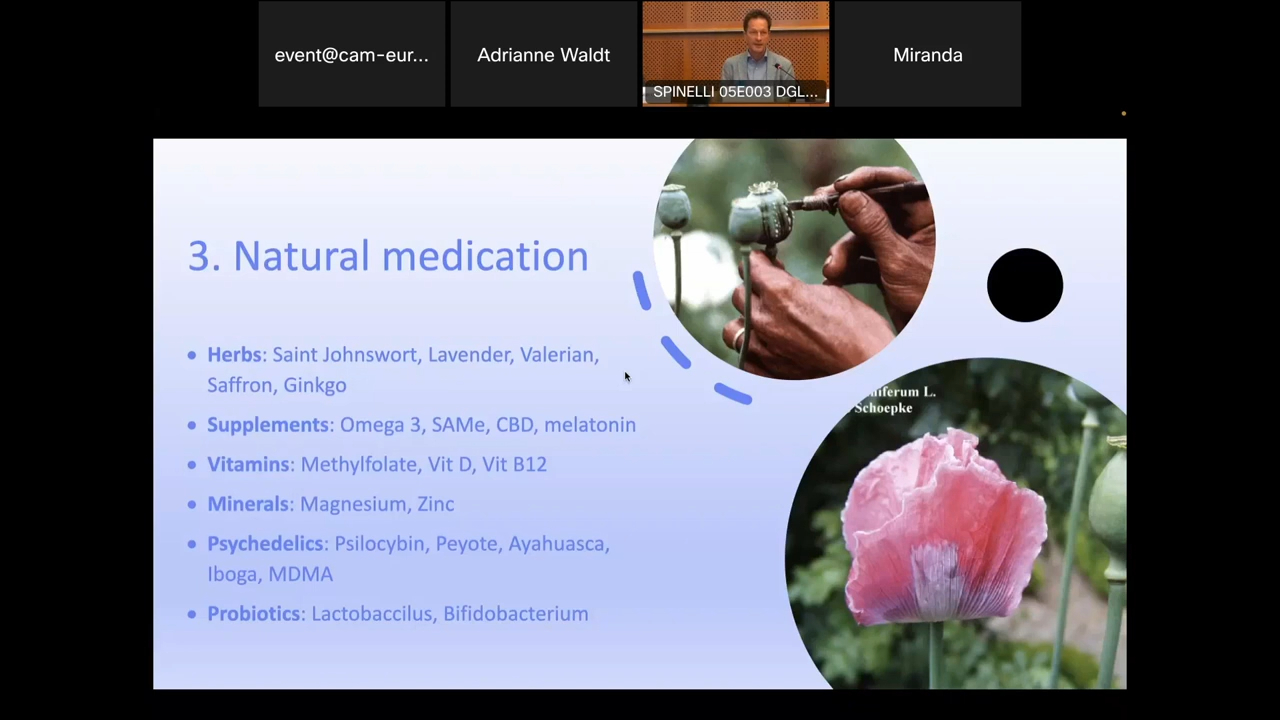 event@cam-eur...
Adrianne Waldt
SPINELLI 05E003 DGL...
Miranda
3. Natural medication
• Herbs: Saint Johnswort, Lavender, Valerian,
Saffron, Ginkgo
• Supplements: Omega 3, SAMe, CBD, melatonin
• Vitamins: Methylfolate, Vit D, Vit B12
• Minerals: Magnesium, Zinc
• Psychedelics: Psilocybin, Peyote, Ayahuasca,
Iboga, MDMA
• Probiotics: Lactobaccilus, Bifidobacterium
niferum L.
Schoepke